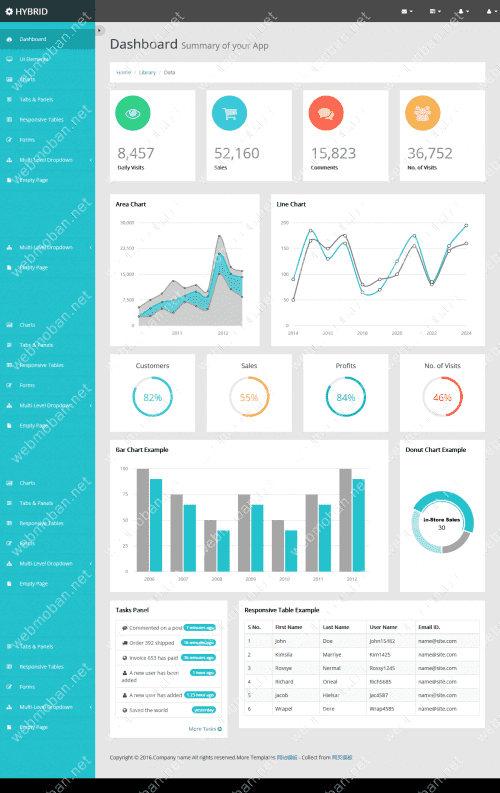 HYBRID
Dashboard
UI Elements
Charts
Tabs & Panels
Responsive Tables
Forms
Multi-Level Dropdown
Empty Page
Multi-Level Dropdown
Empty Page
Charts
Tabs & Panels
Responsive Tables
Forms
Multi-Level Dropdown
Empty Page
Charts
Tabs & Panels
Responsive Tables
Forms
Multi-Level Dropdown
Empty Page
Tabs & Panels
Responsive Tables
Forms
Multi-Level Dropdown
Empty Page
Dashboard Summary of your App
Home / Library / Data
8,457
Daily Visits
52,160
Sales
15,823
Comments
36,752
No. of Visits
Area Chart
30,000
22,500
15,000
7,500
0
2011
2012
Line Chart
200
150
100
50
0
2014 2016 2018 2020 2022 2024
Customers
82%
Sales
55%
Profits
84%
No. of Visits
46%
Bar Chart Example
100
75
50
25
0
2006 2007 2008 2009 2010 2011 2012
Donut Chart Example
In-Store Sales
30
Tasks Panel
Commented on a post 7 minutes ago
Order 392 shipped 16 minutes ago
Invoice 653 has paid 36 minutes ago
A new user has been added 1 hour ago
A new user has added 1.23 hour ago
Saved the world yesterday
More Tasks
Responsive Table Example
S No. First Name Last Name User Name Email ID.
1 John Doe John15482 name@site.com
2 Kimsila Marriye Kim1425 name@site.com
3 Rossye Nermal Rossy1245 name@site.com
4 Richard Orieal Rich5685 name@site.com
5 Jacob Hielsar Jac4587 name@site.com
6 Wrapel Dere Wrap4585 name@site.com
Copyright © 2016.Company name All rights reserved.More Templates 网站模板 - Collect from 网页模板
webmoban.net